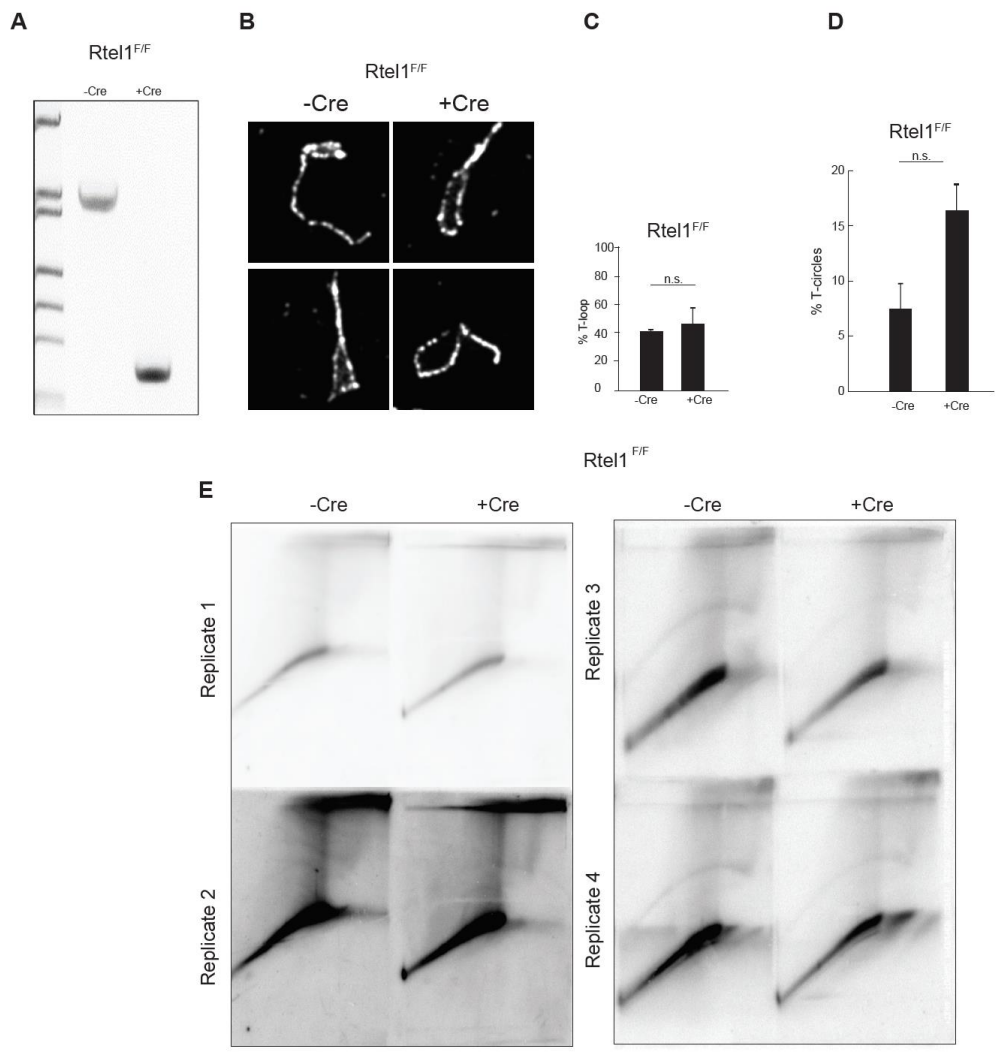 A
Rtel1F/F
-Cre +Cre
B
Rtel1F/F
-Cre +Cre
C
Rtel1F/F
n.s.
% T-loop
100
80
60
40
20
0
-Cre +Cre
D
Rtel1F/F
n.s.
% T-circles
20
15
10
5
0
-Cre +Cre
Rtel1 F/F
E
-Cre +Cre -Cre +Cre
Replicate 1
Replicate 3
Replicate 2
Replicate 4